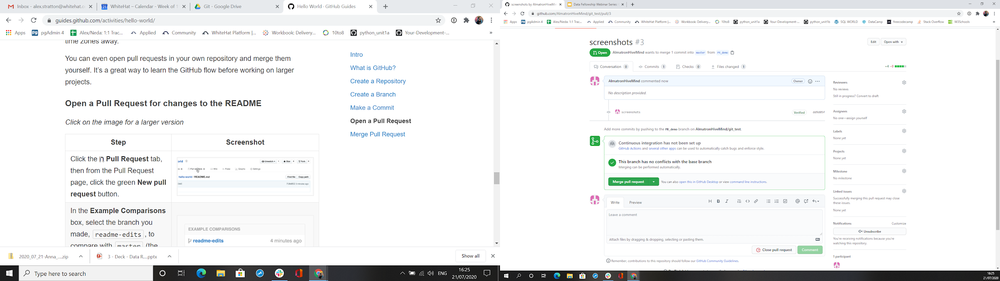 Inbox - alex.stratton@whitehat.o
WhiteHat – Calendar - Week of
Git - Google Drive
Hello World · GitHub Guides
guides.github.com/activities/hello-world/
Apps
pgAdmin 4
Alex/Neda: 1:1 Trac...
Applied
Community
WhiteHat Platform |...
Workbook: Delivery...
10to8
python_unit1a
Your-Development-...
»
time zones away.
You can even open pull requests in your own repository and merge them
yourself. It's a great way to learn the GitHub flow before working on larger
projects.
Open a Pull Request for changes to the README
Click on the image for a larger version
Step
Screenshot
Click the Pull Request tab,
then from the Pull Request
page, click the green New pull
request button.
orld
Unwatch 1
Star 0
Fork 0
Pull requests
Wiki
Pulse
Graphs
Settings
hello-world / README.md
Find file
Copy path
7106852 3 minutes ago
In the Example Comparisons
box, select the branch you
made, readme-edits , to
compare with master (the
EXAMPLE COMPARISONS
readme-edits
4 minutes ago
Intro
What is GitHub?
Create a Repository
Create a Branch
Make a Commit
Open a Pull Request
Merge Pull Request
2020_07_21-Anna_....zip
3 - Deck - Data R....pptx
Show all
Type here to search
ENG
16:25
21/07/2020
screenshots by AlmatronHiveMin
Data Fellowship Webinar Series:
github.com/AlmatronHiveMind/git_test/pull/3
Apps
pgAdmin 4
Alex/Neda: 1:1 Trac...
Applied
Community
WhiteHat Platform |...
Workbook: Delivery...
10to8
python_unit1a
Your-Development-...
python_unit1b
SQL WORLD
DataCamp
freecodecamp
Stack Overflow
W3Schools
»
screenshots #3
Edit
Open with
Open
AlmatronHiveMind wants to merge 1 commit into master from PR_demo
Conversation 0
Commits 1
Checks 0
Files changed 1
+4 −0
AlmatronHiveMind commented now
Owner
No description provided.
screenshots
Verified
dd9d05f
Add more commits by pushing to the PR_demo branch on AlmatronHiveMind/git_test.
Continuous integration has not been set up
GitHub Actions and several other apps can be used to automatically catch bugs and enforce style.
This branch has no conflicts with the base branch
Merging can be performed automatically.
Merge pull request
You can also open this in GitHub Desktop or view command line instructions.
Write
Preview
Leave a comment
Attach files by dragging & dropping, selecting or pasting them.
Close pull request
Comment
Remember, contributions to this repository should follow our GitHub Community Guidelines.
Reviewers
No reviews
Still in progress? Convert to draft
Assignees
No one—assign yourself
Labels
None yet
Projects
None yet
Milestone
No milestone
Linked issues
Successfully merging this pull request may close
these issues.
None yet
Notifications
Customize
Unsubscribe
You're receiving notifications because you're
watching this repository.
1 participant
16:25
21/07/2020